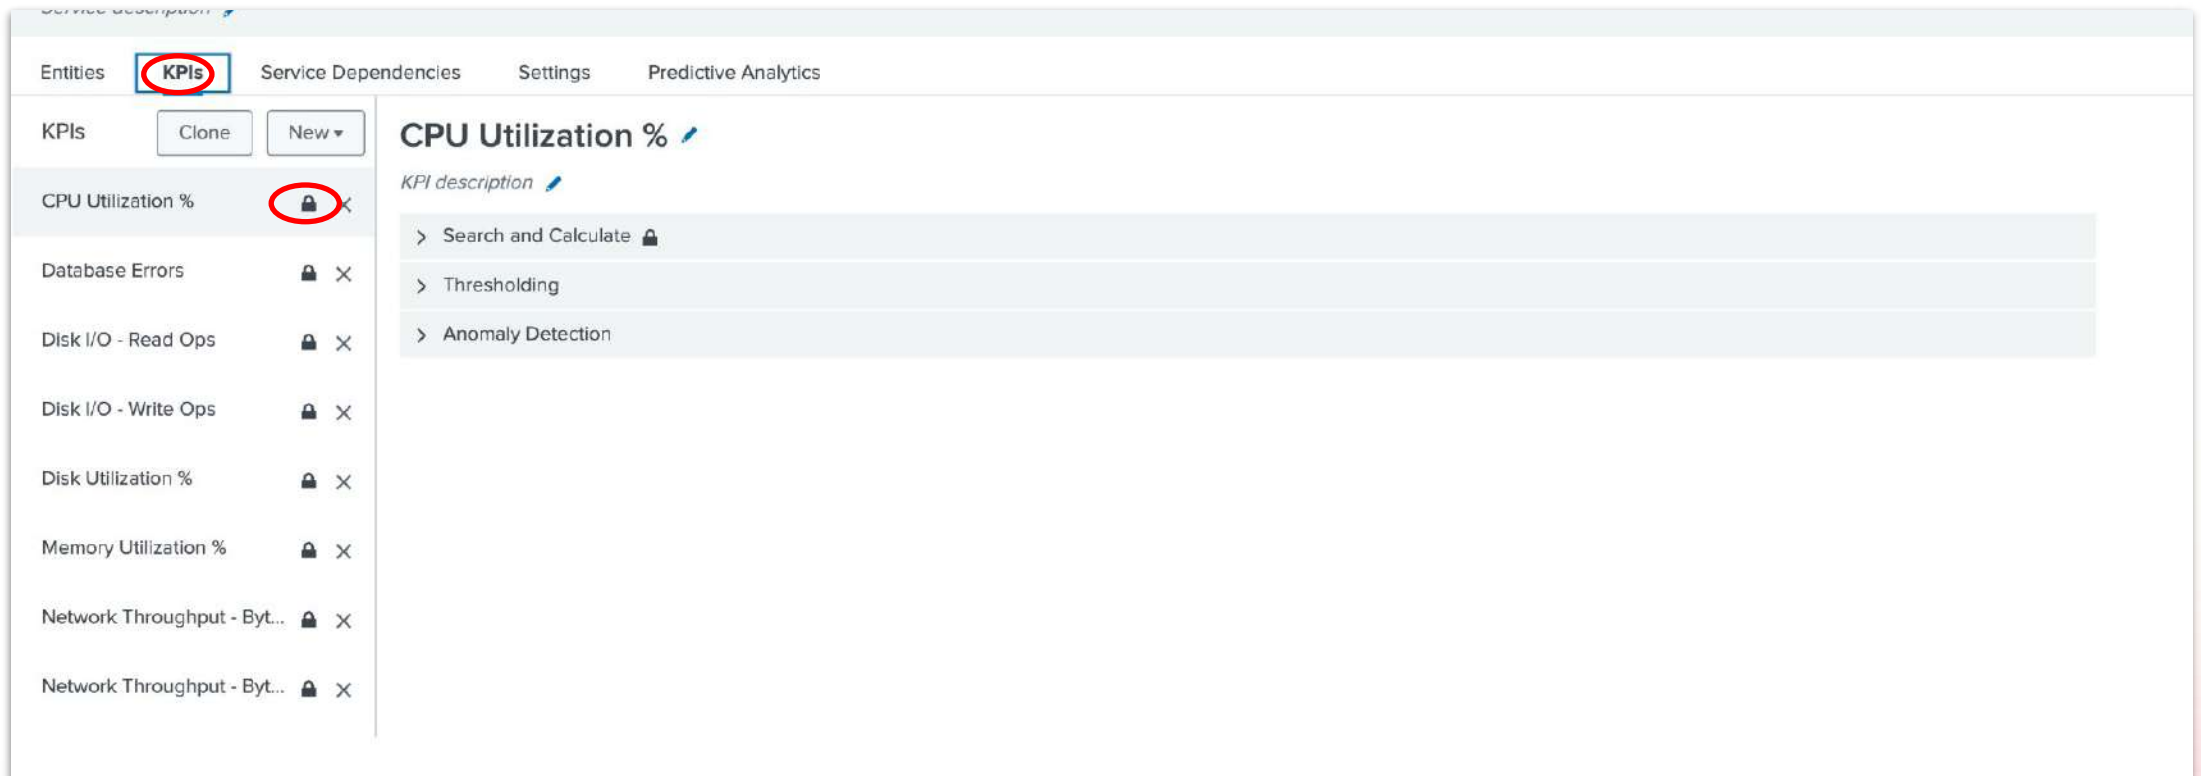 Service description
Entities KPIs Service Dependencies Settings Predictive Analytics
KPIs Clone New
CPU Utilization %
Database Errors
Disk I/O - Read Ops
Disk I/O - Write Ops
Disk Utilization %
Memory Utilization %
Network Throughput - Byt...
Network Throughput - Byt...
CPU Utilization %
KPI description
Search and Calculate
Thresholding
Anomaly Detection